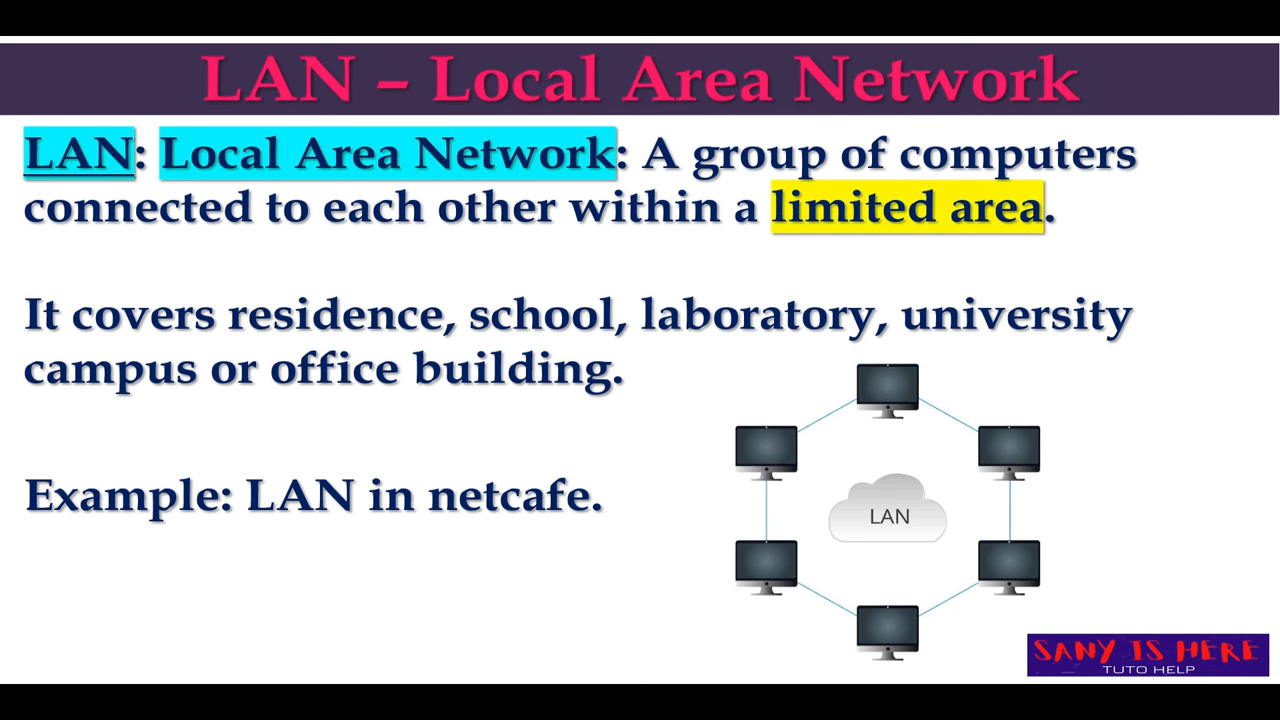 LAN – Local Area Network
LAN: Local Area Network: A group of computers
connected to each other within a limited area.
It covers residence, school, laboratory, university
campus or office building.
Example: LAN in netcafe.
LAN
SANY IS HERE
TUTO HELP